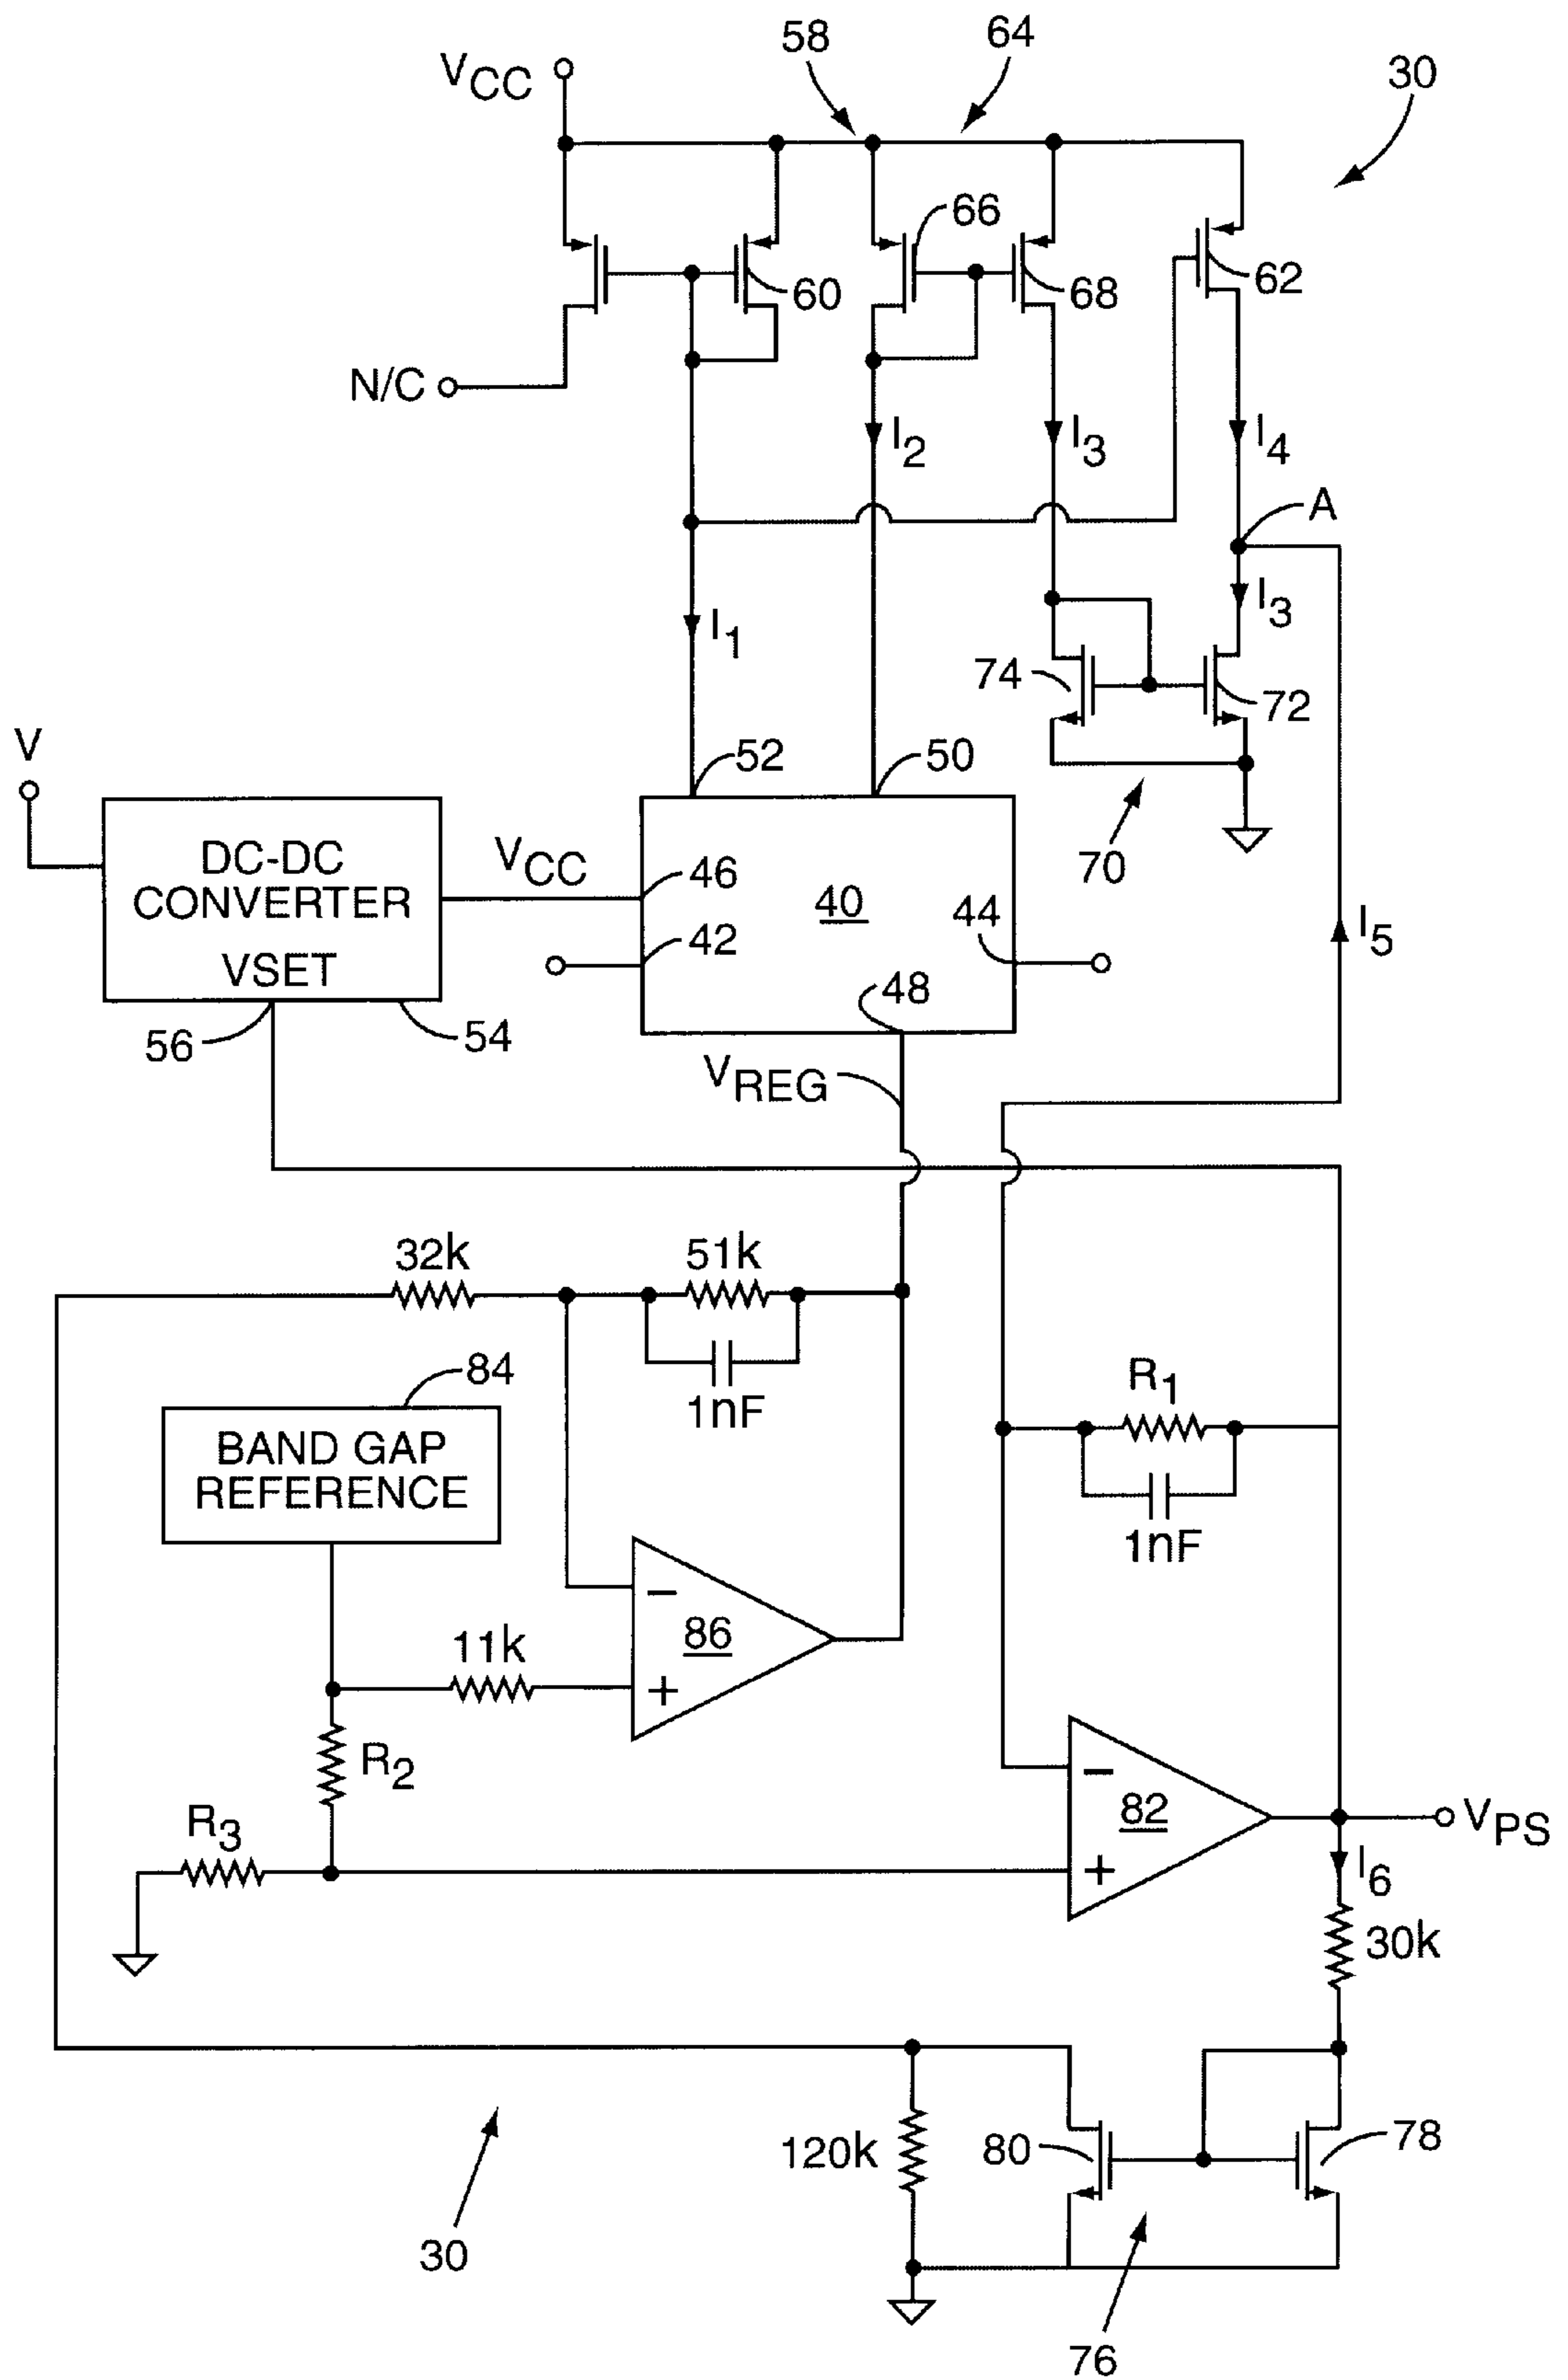 58
64
30
VCC
66
60
68
62
N/C
I2
I3
I4
A
I1
I3
74
72
V
52
50
70
DC-DC
CONVERTER
VSET
VCC
46
40
42
44
48
I5
56
54
VREG
32k
51k
1nF
84
BAND GAP
REFERENCE
R1
1nF
−
86
+
11k
R2
R3
−
82
+
VPS
I6
30k
120k
80
78
30
76